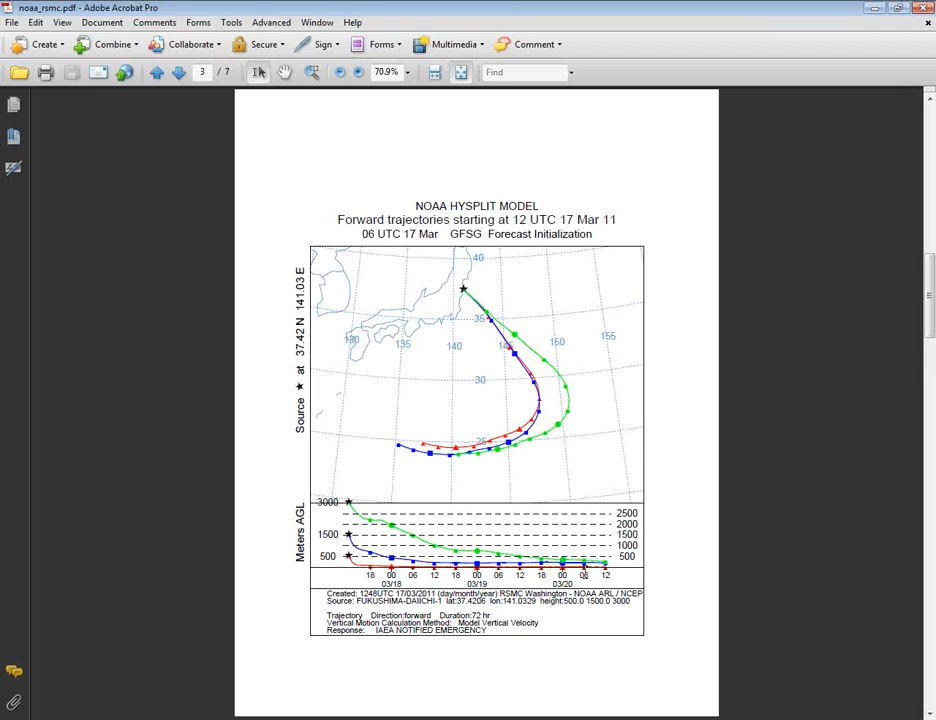 noaa_rsmc.pdf - Adobe Acrobat Pro
File Edit View Document Comments Forms Tools Advanced Window Help
Create Combine Collaborate Secure Sign Forms Multimedia Comment
3 / 7 70.9% Find
NOAA HYSPLIT MODEL
Forward trajectories starting at 12 UTC 17 Mar 11
06 UTC 17 Mar GFSG Forecast Initialization
Source ★ at 37.42 N 141.03 E
40
35
130 135 140 145 150 155
30
25
Meters AGL
3000
1500
500
2500
2000
1500
1000
500
18 00 06 12 18 00 06 12 18 00 06 12
03/18 03/19 03/20
Created: 1248UTC 17/03/2011 (day/month/year) RSMC Washington - NOAA ARL / NCEP
Source: FUKUSHIMA-DAIICHI-1 lat:37.4206 lon:141.0329 height:500.0 1500.0 3000
Trajectory Direction:forward Duration:72 hr
Vertical Motion Calculation Method: Model Vertical Velocity
Response: IAEA NOTIFIED EMERGENCY